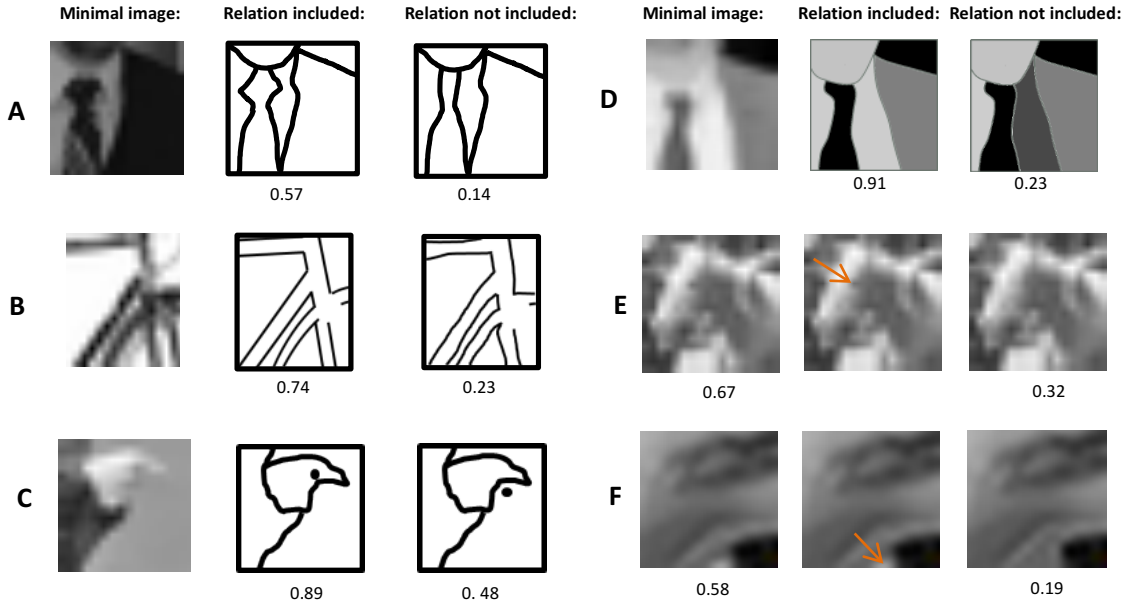 Minimal image: Relation included: Relation not included: Minimal image: Relation included: Relation not included:
A
0.57 0.14
D
0.91 0.23
B
0.74 0.23
E
0.67 0.32
C
0.89 0. 48
F
0.58 0.19